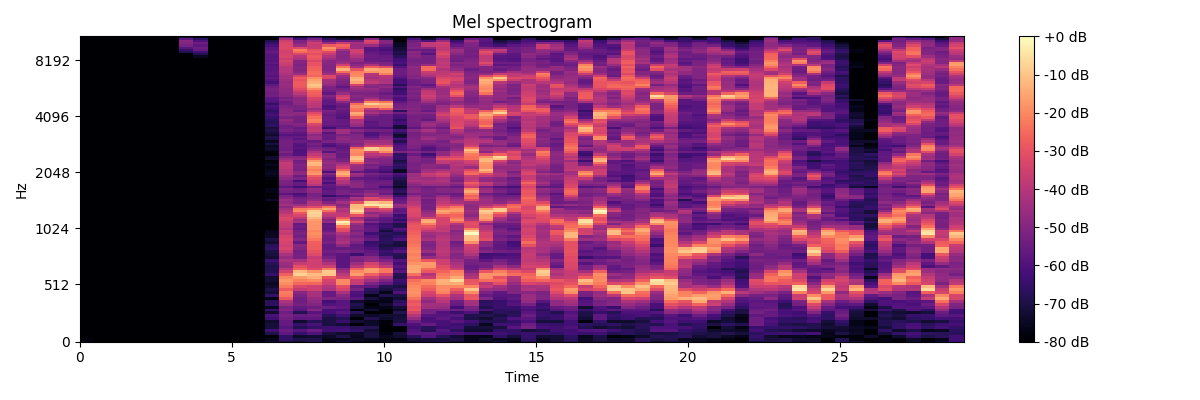 Mel spectrogram
8192
4096
2048
1024
512
0
Hz
0 5 10 15 20 25
Time
+0 dB
-10 dB
-20 dB
-30 dB
-40 dB
-50 dB
-60 dB
-70 dB
-80 dB